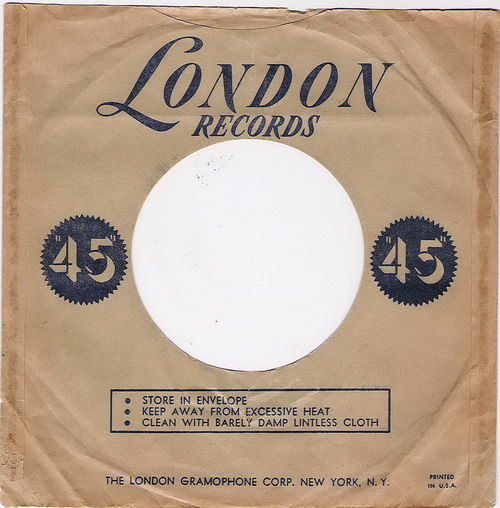 LONDON
RECORDS
"45"
"45"
• STORE IN ENVELOPE
• KEEP AWAY FROM EXCESSIVE HEAT
• CLEAN WITH BARELY DAMP LINTLESS CLOTH
THE LONDON GRAMOPHONE CORP. NEW YORK, N. Y.
PRINTED
IN U.S.A.